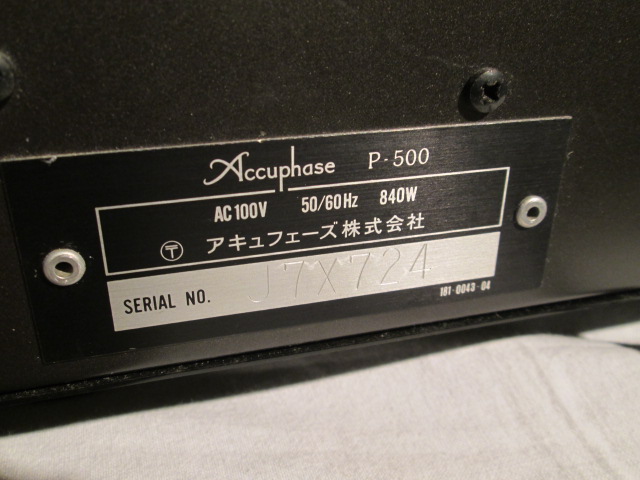 Accuphase P-500
AC100V 50/60Hz 840W
〒 アキュフェーズ株式会社
SERIAL NO. J7X724
181-0043-04